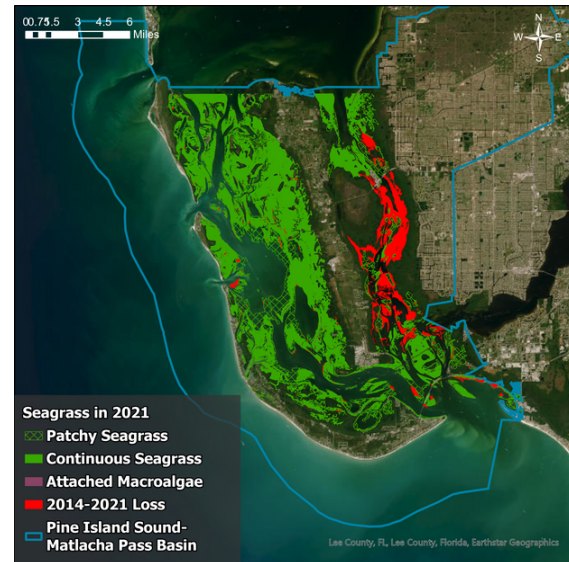 0 0.75 1.5 3 4.5 6
Miles
N
W E
S
Seagrass in 2021
Patchy Seagrass
Continuous Seagrass
Attached Macroalgae
2014-2021 Loss
Pine Island Sound-
Matlacha Pass Basin
Lee County, FL, Lee County, Florida, Earthstar Geographics